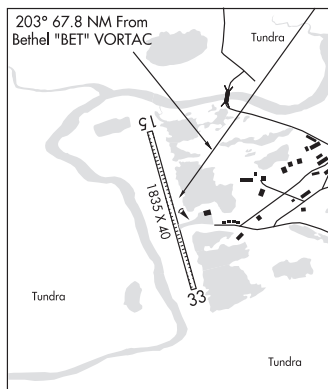 203° 67.8 NM From
Bethel "BET" VORTAC
Tundra
15
1835 X 40
33
Tundra
Tundra